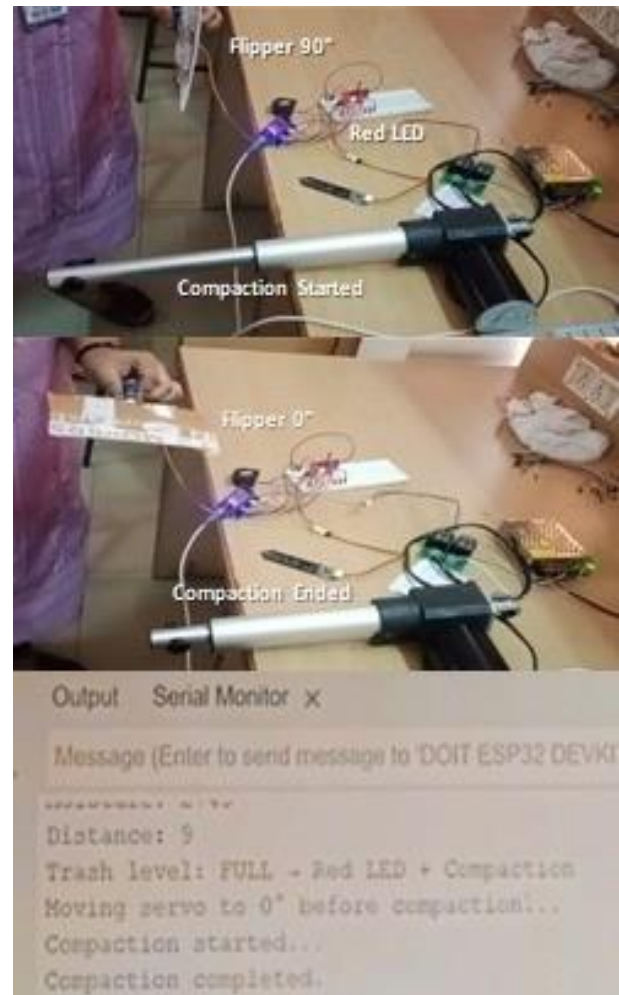 Flipper 90°
Red LED
Compaction Started
Flipper 0°
Compaction Ended
Output Serial Monitor ×
Message (Enter to send message to 'DOIT ESP32 DEVKI
Distance: 9
Trash level: FULL - Red LED + Compaction
Moving servo to 0° before compaction...
Compaction started...
Compaction completed.